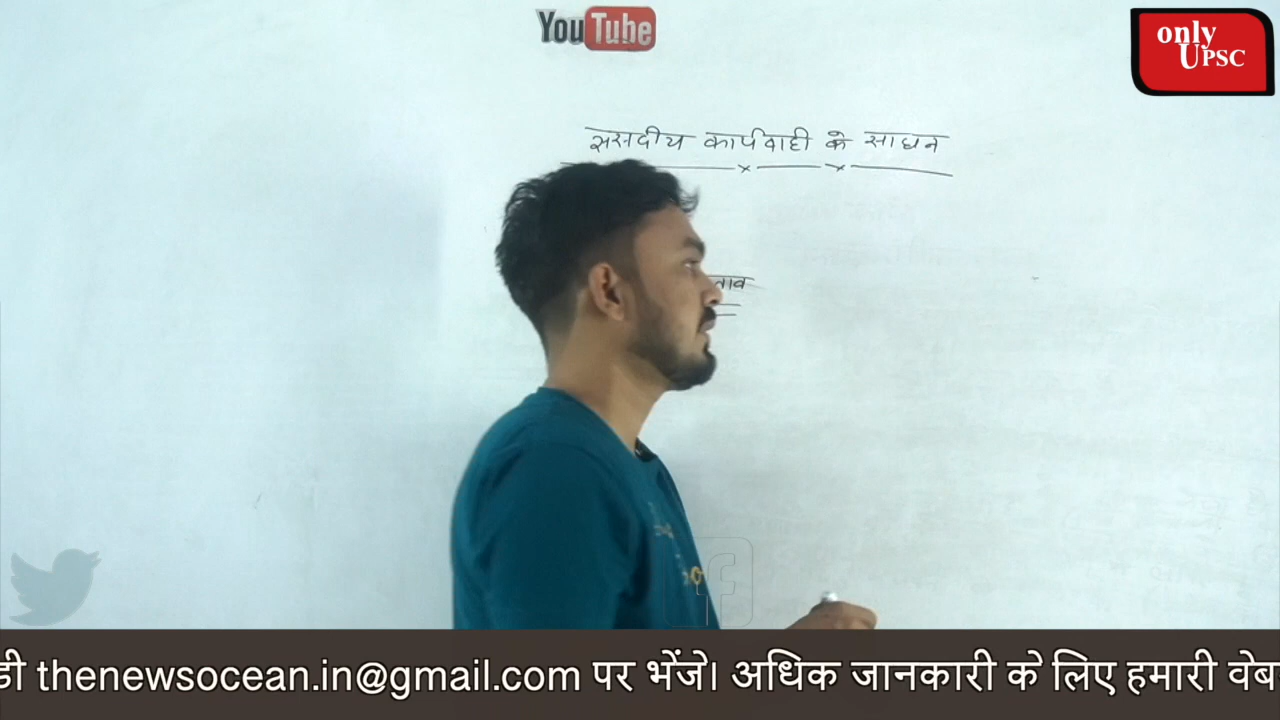 YouTube
only UPSC
संसदीय कार्यवाही के साधन
ताव
डी thenewsocean.in@gmail.com पर भेंजे। अधिक जानकारी के लिए हमारी वेब